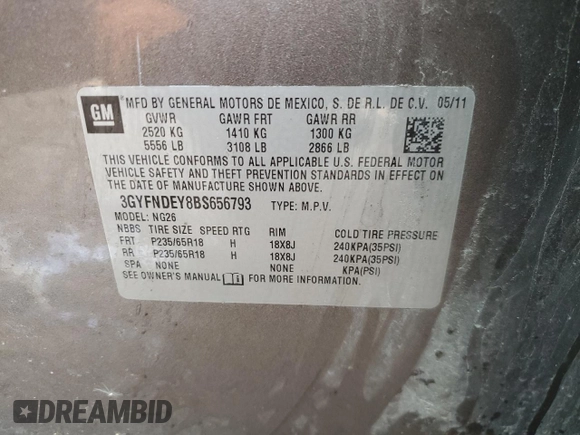 GM
MFD BY GENERAL MOTORS DE MEXICO, S. DE R.L. DE C.V. 05/11
GVWR GAWR FRT GAWR RR
2520 KG 1410 KG 1300 KG
5556 LB 3108 LB 2866 LB
THIS VEHICLE CONFORMS TO ALL APPLICABLE U.S. FEDERAL MOTOR
VEHICLE SAFETY AND THEFT PREVENTION STANDARDS IN EFFECT ON
THE DATE OF MANUFACTURE SHOWN ABOVE.
3GYFNDEY8BS656793 TYPE: M.P.V.
MODEL: NG26
NBBS TIRE SIZE SPEED RTG RIM COLD TIRE PRESSURE
FRT P235/65R18 H 18X8J 240KPA(35PSI)
RR P235/65R18 H 18X8J 240KPA(35PSI)
SPA NONE NONE KPA(PSI)
SEE OWNER'S MANUAL FOR MORE INFORMATION.
DREAMBID